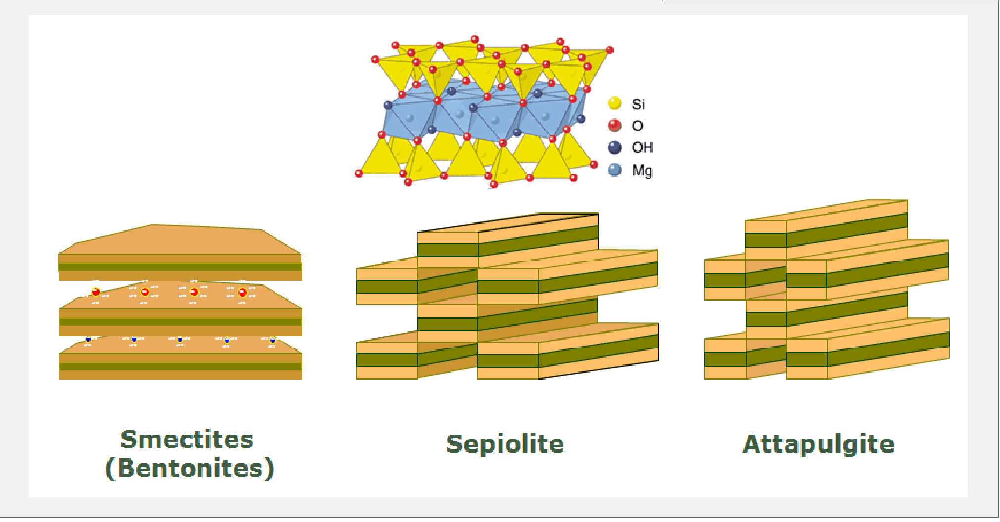 Si
O
OH
Mg
Smectites
(Bentonites)
Sepiolite
Attapulgite